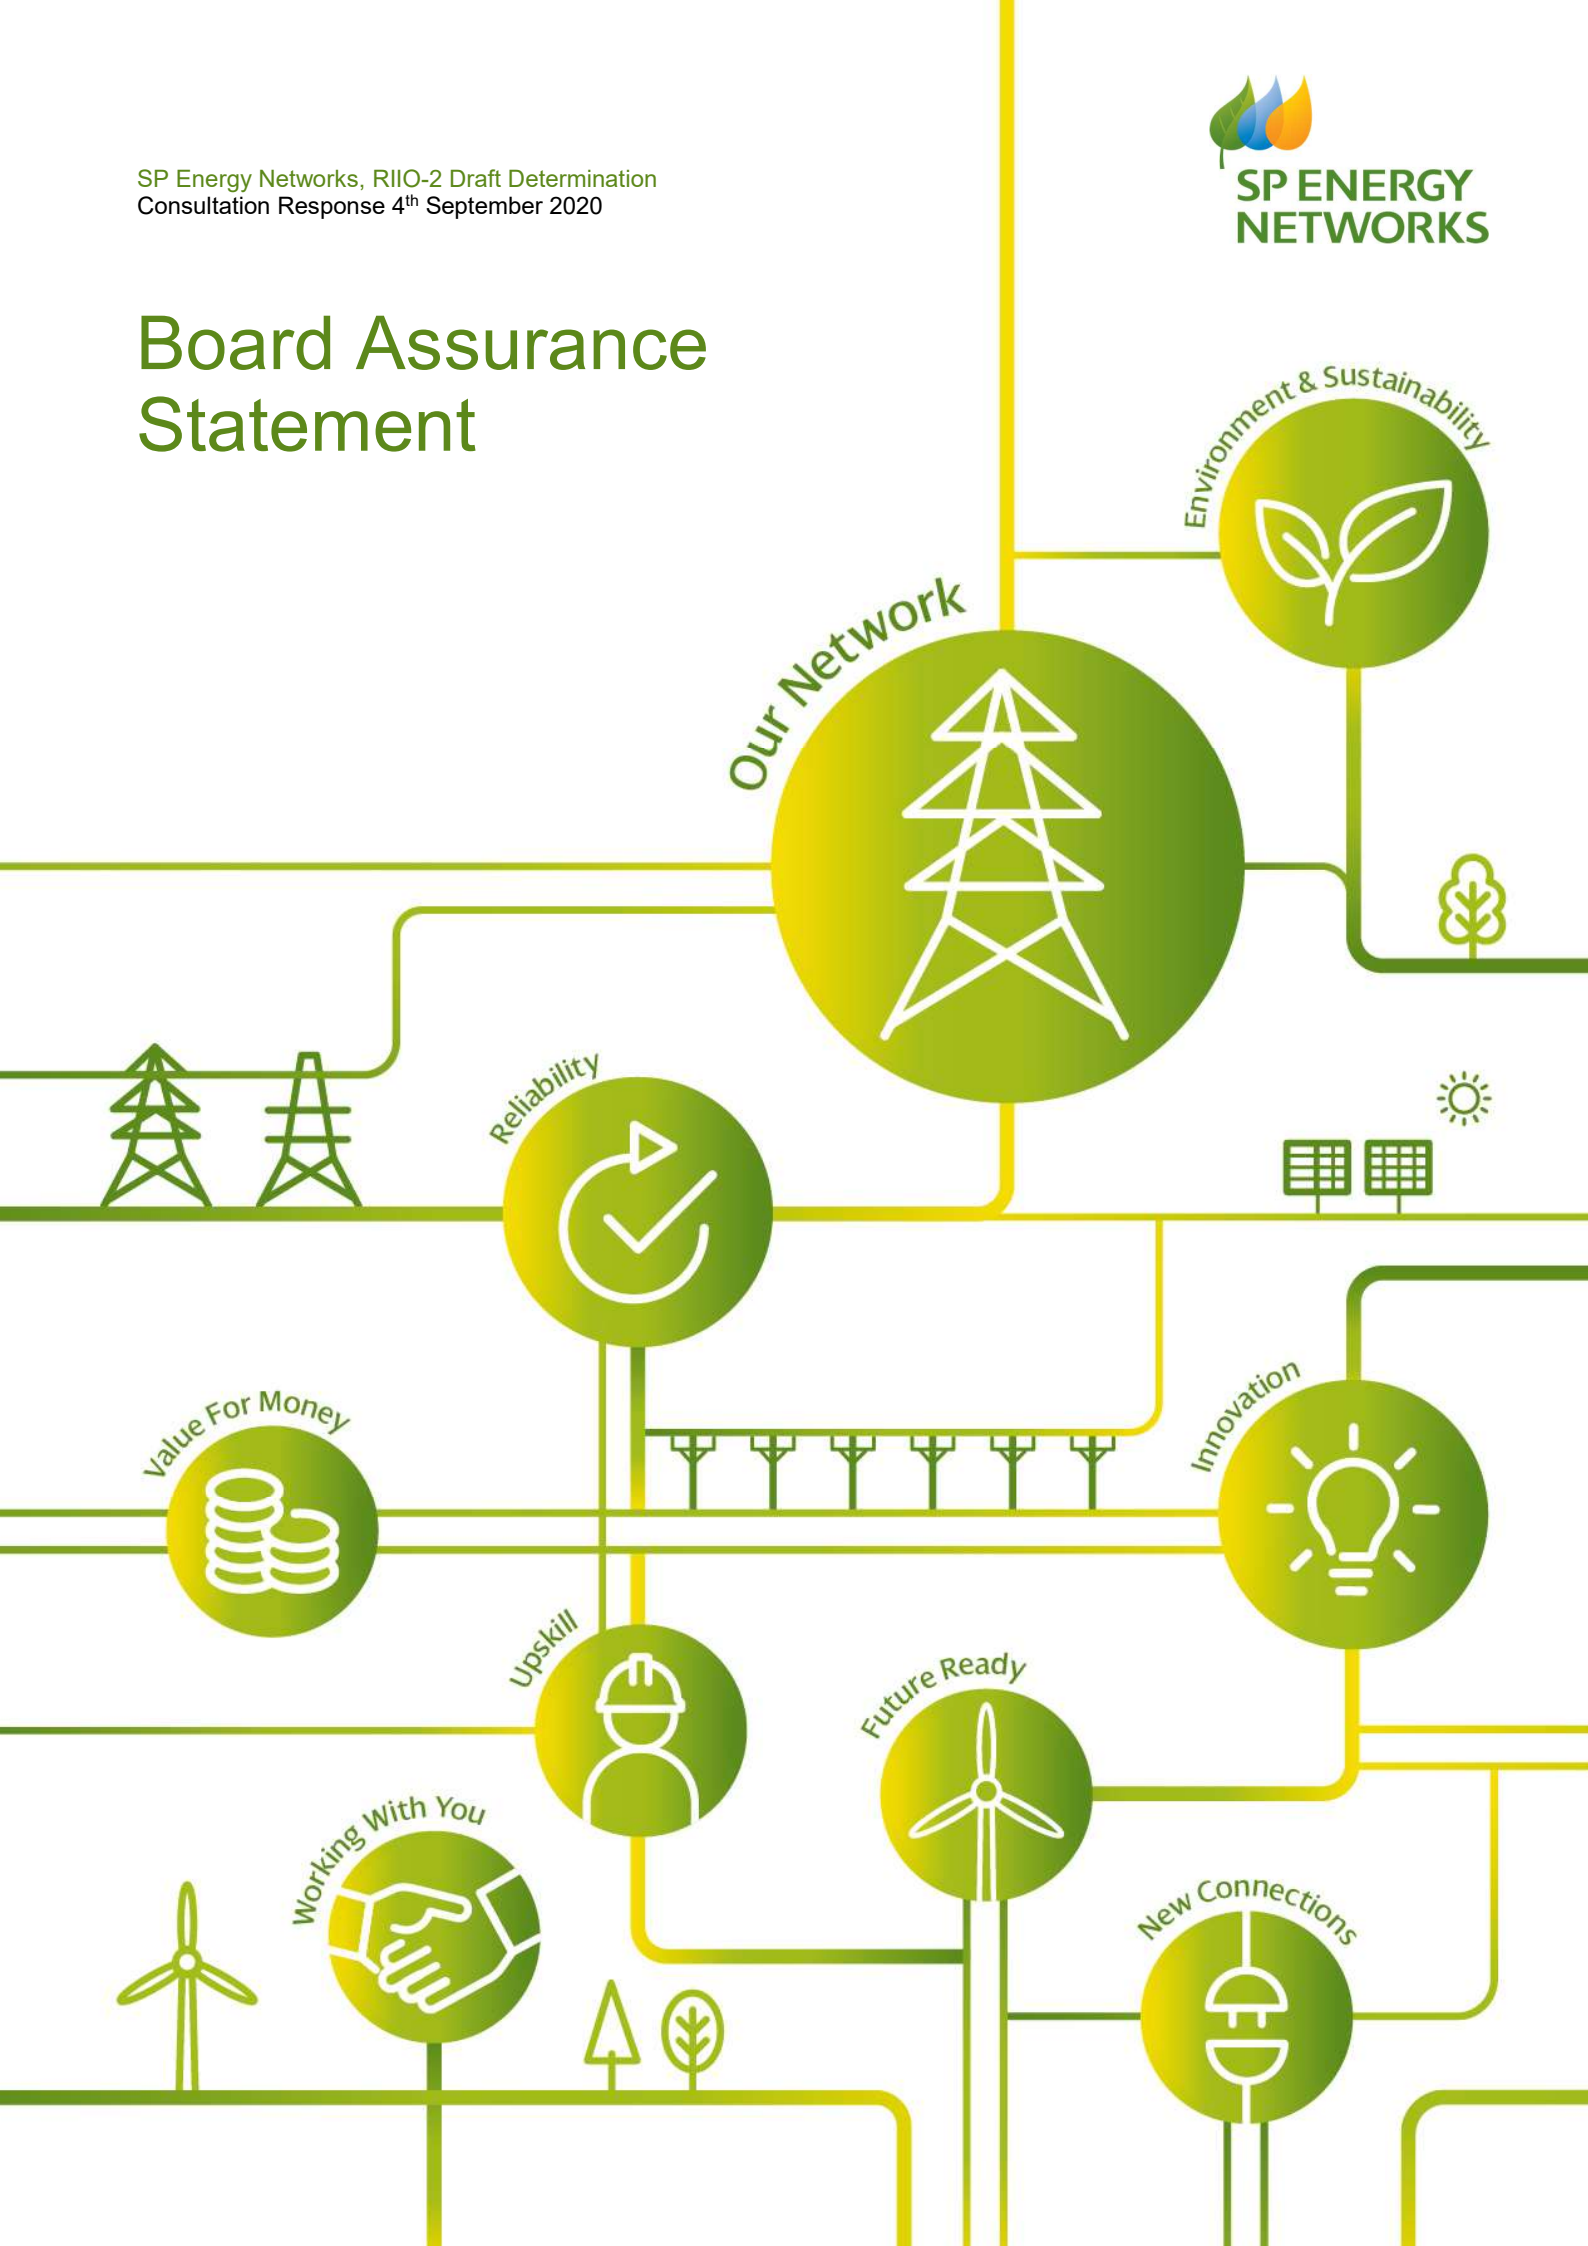 SP Energy Networks, RIIO-2 Draft Determination
Consultation Response 4th September 2020
SP ENERGY
NETWORKS
Board Assurance
Statement
Environment & Sustainability
Our Network
Reliability
Value For Money
Innovation
Upskill
Future Ready
Working With You
New Connections